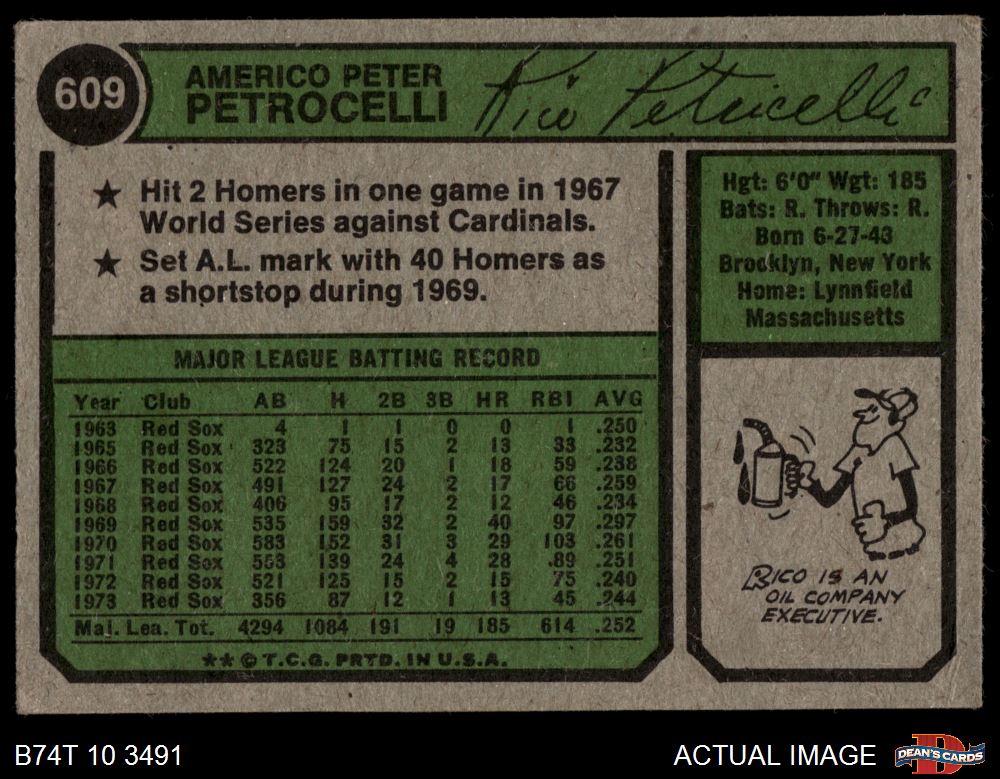 609
AMERICO PETER
PETROCELLI
Rico Petrocelli
★ Hit 2 Homers in one game in 1967
World Series against Cardinals.
★ Set A.L. mark with 40 Homers as
a shortstop during 1969.
Hgt: 6'0" Wgt: 185
Bats: R. Throws: R.
Born 6-27-43
Brooklyn, New York
Home: Lynnfield
Massachusetts
MAJOR LEAGUE BATTING RECORD
Year Club AB H 2B 3B HR RBI AVG
1963 Red Sox 4 1 1 0 0 1 .250
1965 Red Sox 323 75 15 2 13 33 .232
1966 Red Sox 522 124 20 1 18 59 .238
1967 Red Sox 491 127 24 2 17 66 .259
1968 Red Sox 406 95 17 2 12 46 .234
1969 Red Sox 535 159 32 2 40 97 .297
1970 Red Sox 583 152 31 3 29 103 .261
1971 Red Sox 553 139 24 4 28 .89 .251
1972 Red Sox 521 125 15 2 15 75 .240
1973 Red Sox 356 87 12 1 13 45 .244
Maj. Lea. Tot. 4294 1084 191 19 185 614 .252
★★ © T.C.G. PRTD. IN U.S.A.
RICO IS AN
OIL COMPANY
EXECUTIVE.
B74T 10 3491
ACTUAL IMAGE
D
DEAN'S CARDS